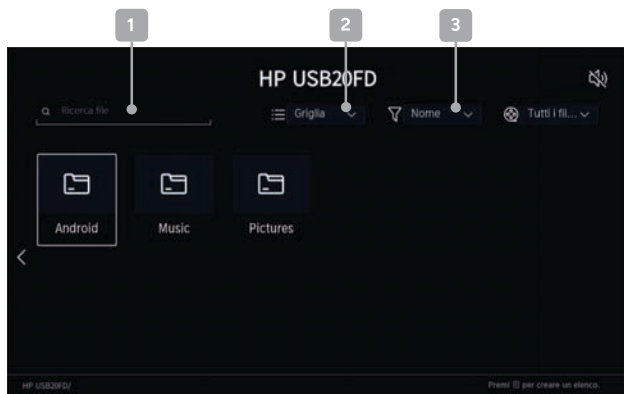 1 2 3
HP USB20FD
Ricerca file
Griglia
Nome
Tutti i fil...
Android
Music
Pictures
HP USB20FD/
Premi ▤ per creare un elenco.